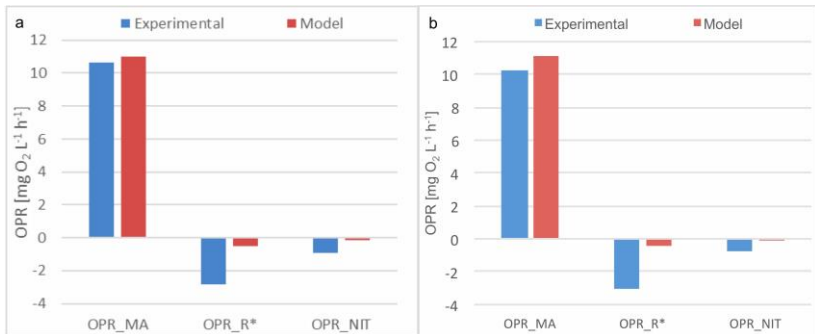 a
Experimental Model
12
10
8
6
4
2
0
-2
-4
OPR [mg O₂ L⁻¹ h⁻¹]
OPR_MA OPR_R* OPR_NIT
b
Experimental Model
12
10
8
6
4
2
0
-2
-4
OPR [mg O₂ L⁻¹ h⁻¹]
OPR_MA OPR_R* OPR_NIT